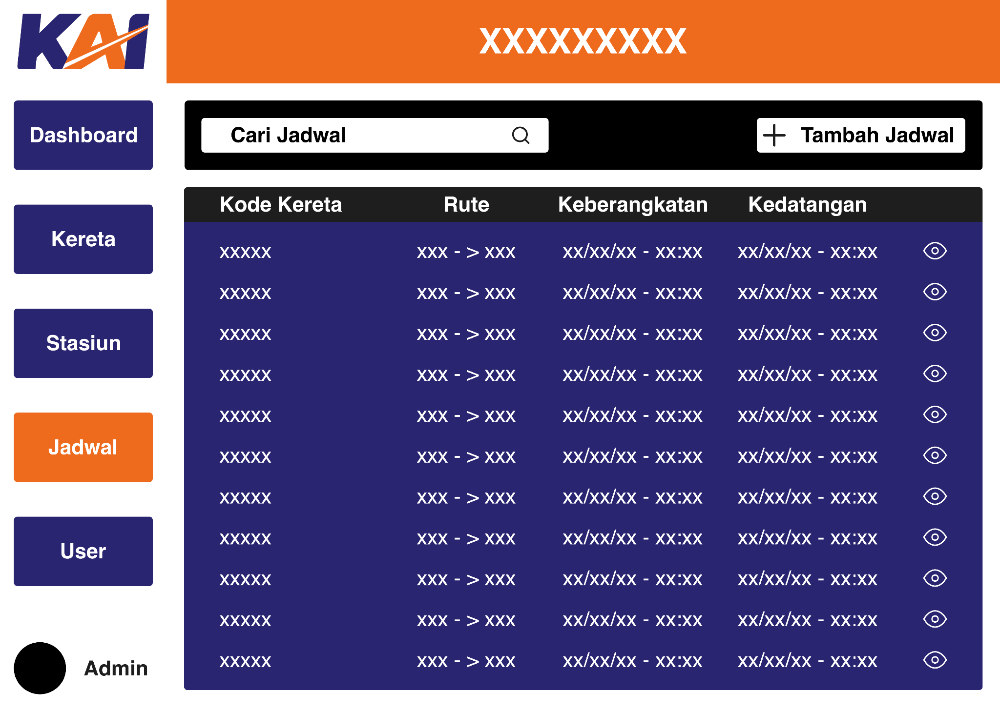 KAI
XXXXXXXXX
Dashboard
Kereta
Stasiun
Jadwal
User
Admin
Cari Jadwal
Tambah Jadwal
Kode Kereta Rute Keberangkatan Kedatangan
xxxxx xxx - > xxx xx/xx/xx - xx:xx xx/xx/xx - xx:xx
xxxxx xxx - > xxx xx/xx/xx - xx:xx xx/xx/xx - xx:xx
xxxxx xxx - > xxx xx/xx/xx - xx:xx xx/xx/xx - xx:xx
xxxxx xxx - > xxx xx/xx/xx - xx:xx xx/xx/xx - xx:xx
xxxxx xxx - > xxx xx/xx/xx - xx:xx xx/xx/xx - xx:xx
xxxxx xxx - > xxx xx/xx/xx - xx:xx xx/xx/xx - xx:xx
xxxxx xxx - > xxx xx/xx/xx - xx:xx xx/xx/xx - xx:xx
xxxxx xxx - > xxx xx/xx/xx - xx:xx xx/xx/xx - xx:xx
xxxxx xxx - > xxx xx/xx/xx - xx:xx xx/xx/xx - xx:xx
xxxxx xxx - > xxx xx/xx/xx - xx:xx xx/xx/xx - xx:xx
xxxxx xxx - > xxx xx/xx/xx - xx:xx xx/xx/xx - xx:xx